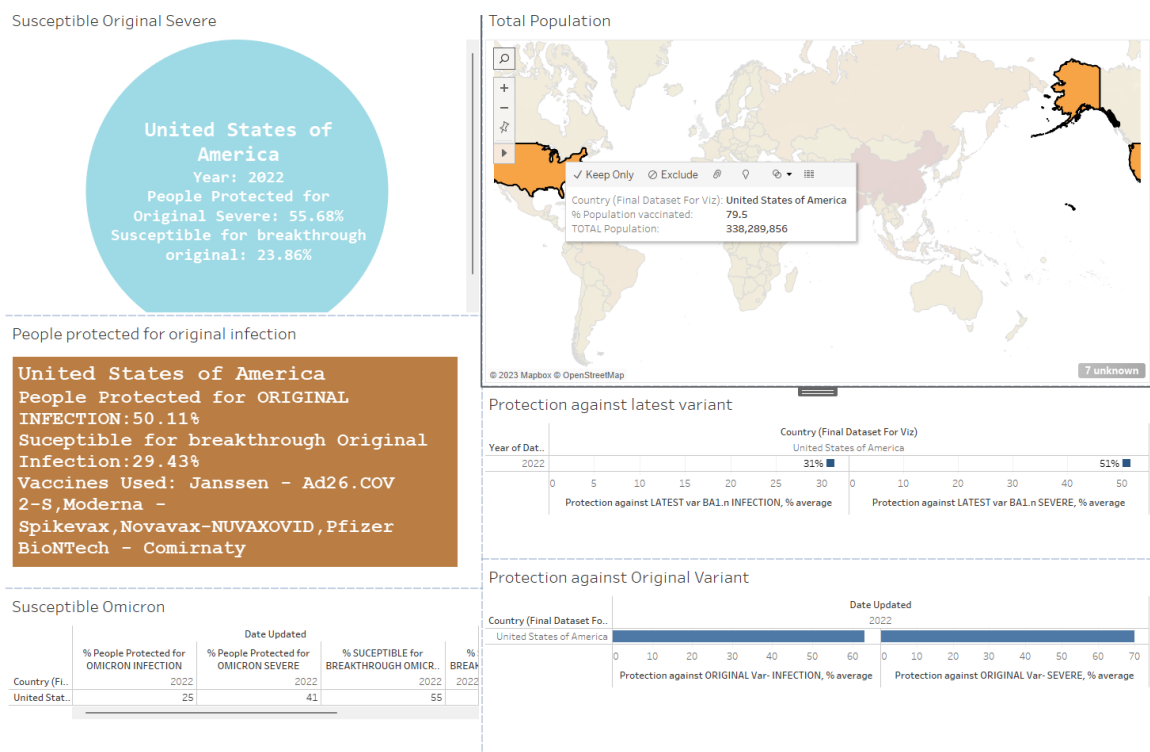 Susceptible Original Severe
United States of
America
Year: 2022
People Protected for
Original Severe: 55.68%
Susceptible for breakthrough
original: 23.86%
People protected for original infection
United States of America
People Protected for ORIGINAL
INFECTION:50.11%
Suceptible for breakthrough Original
Infection:29.43%
Vaccines Used: Janssen - Ad26.COV
2-S,Moderna -
Spikevax,Novavax-NUVAXOVID,Pfizer
BioNTech - Comirnaty
Susceptible Omicron
Date Updated
% People Protected for
OMICRON INFECTION
% People Protected for
OMICRON SEVERE
% SUCEPTIBLE for
BREAKTHROUGH OMICR..
% 
BREAK
Country (Fi..
2022
2022
2022
2022
United Stat..
25
41
55
Total Population
✓ Keep Only
Exclude
Country (Final Dataset For Viz): United States of America
% Population vaccinated: 79.5
TOTAL Population: 338,289,856
© 2023 Mapbox © OpenStreetMap
7 unknown
Protection against latest variant
Country (Final Dataset For Viz)
Year of Dat..
United States of America
2022
31%
51%
0 5 10 15 20 25 30
0 10 20 30 40 50
Protection against LATEST var BA1.n INFECTION, % average
Protection against LATEST var BA1.n SEVERE, % average
Protection against Original Variant
Date Updated
Country (Final Dataset Fo..
2022
United States of America
0 10 20 30 40 50 60
0 10 20 30 40 50 60 70
Protection against ORIGINAL Var- INFECTION, % average
Protection against ORIGINAL Var- SEVERE, % average